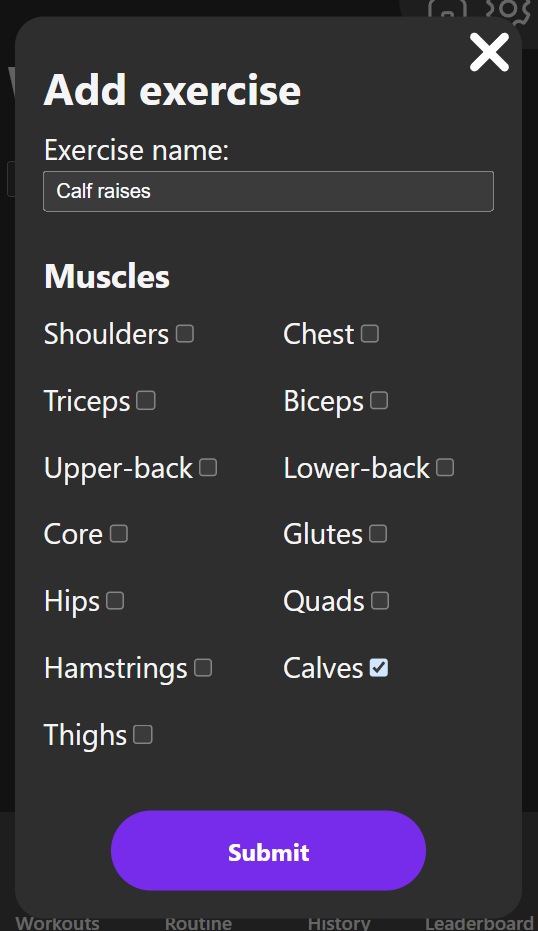 Add exercise
Exercise name:
Calf raises
Muscles
Shoulders Chest
Triceps Biceps
Upper-back Lower-back
Core Glutes
Hips Quads
Hamstrings Calves
Thighs
Submit
Workouts Routine History Leaderboard